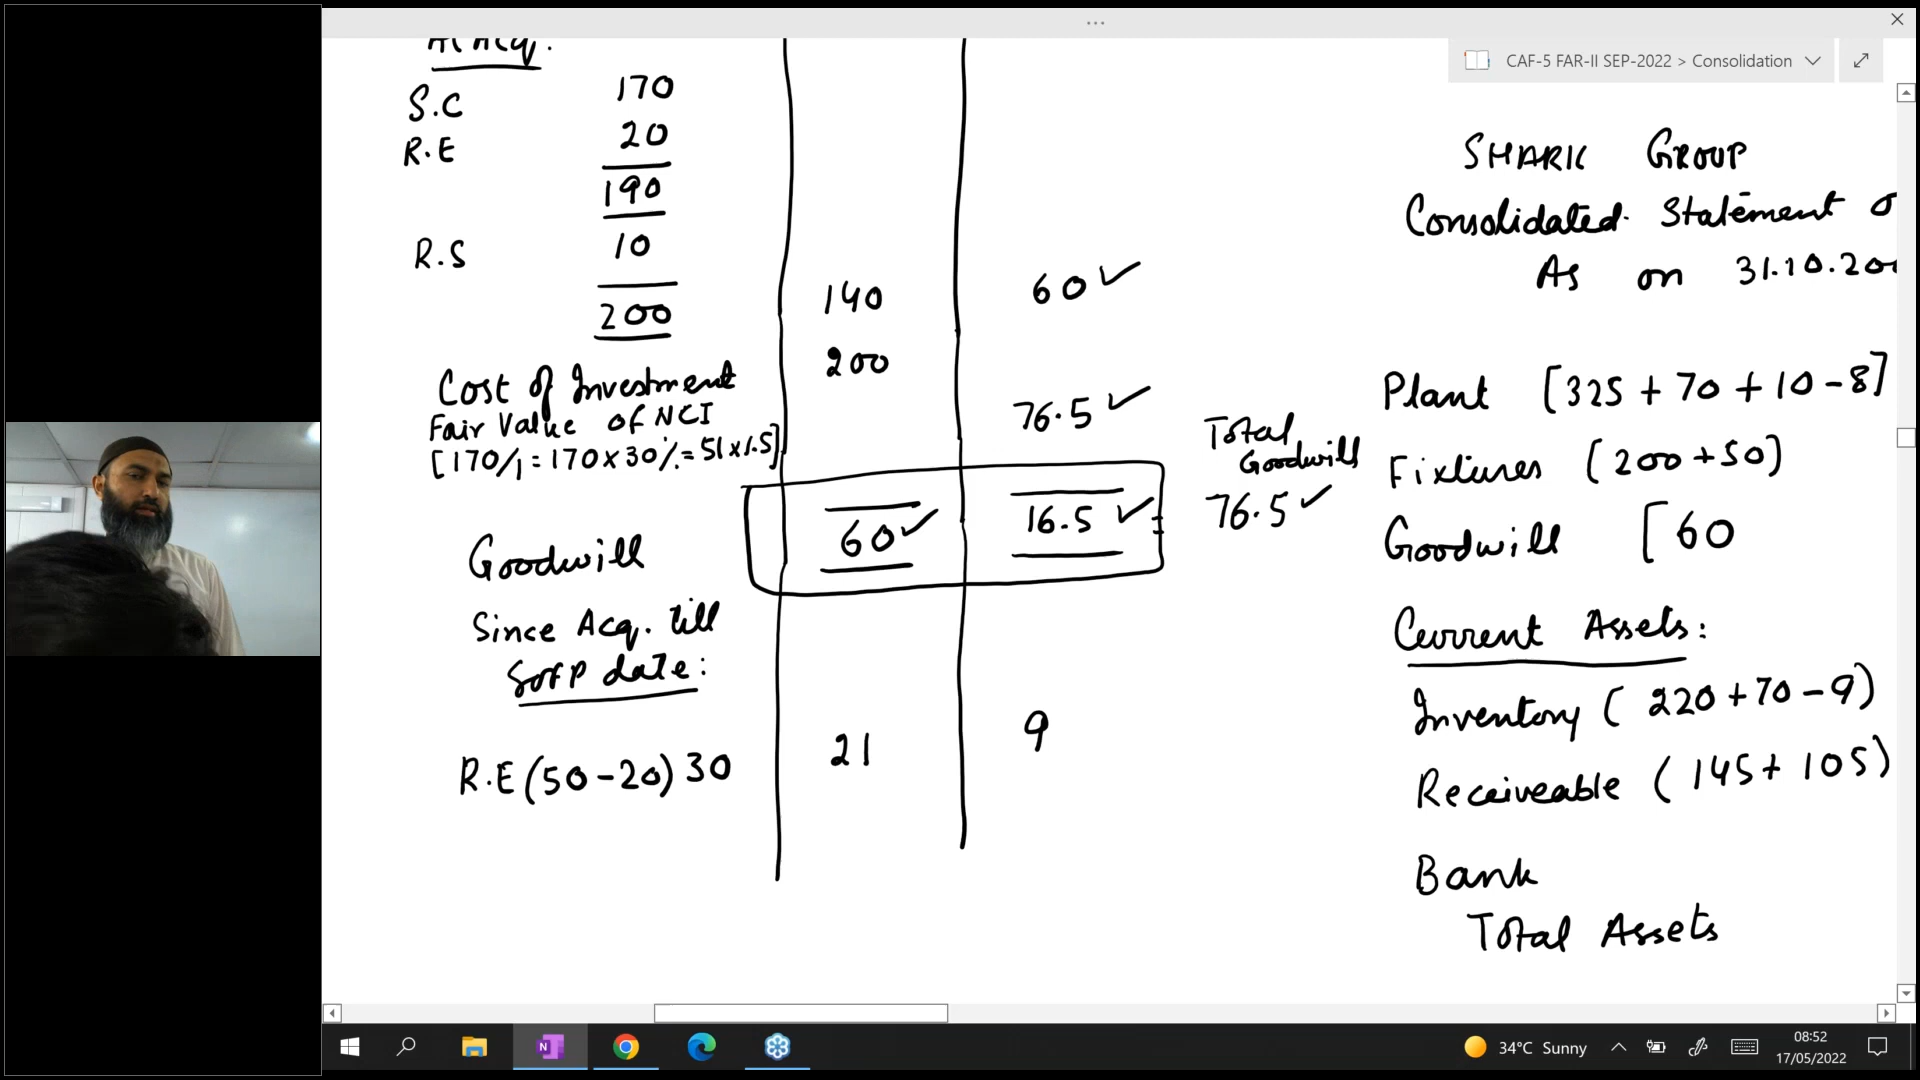 CAF-5 FAR-II SEP-2022 > Consolidation
At Acq.
S.C 170
R.E 20
190
R.S 10
200 140 60 ✓
Cost of Investment 200
Fair Value of NCI 76.5 ✓
[170/1 = 170 x 30% = 51 x 1.5]
Goodwill 60 ✓ 16.5 ✓ =
Total
Goodwill
76.5 ✓
Since Acq. till
SOFP date:
R.E (50-20) 30 21 9
SHARK GROUP
Consolidated Statement o
As on 31.10.20
Plant [325 + 70 + 10 - 8]
Fixtures (200+50)
Goodwill [60
Current Assets:
Inventory (220+70-9)
Receiveable (145+105)
Bank
Total Assets
34°C Sunny
08:52
17/05/2022